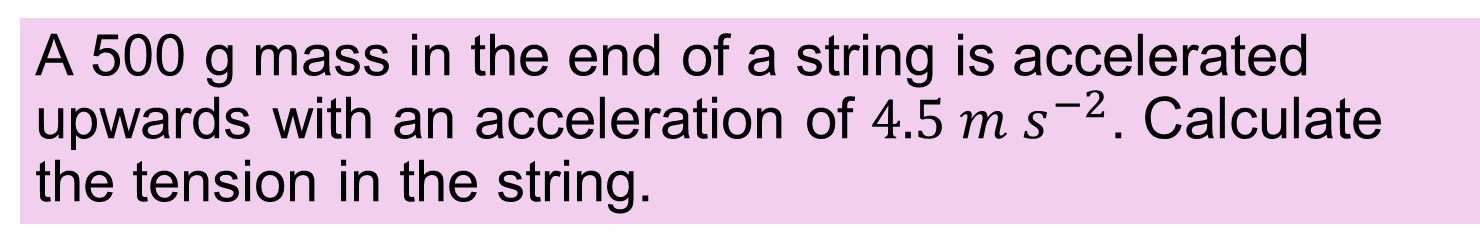 A 500 g mass in the end of a string is accelerated
upwards with an acceleration of 4.5 m s⁻². Calculate
the tension in the string.